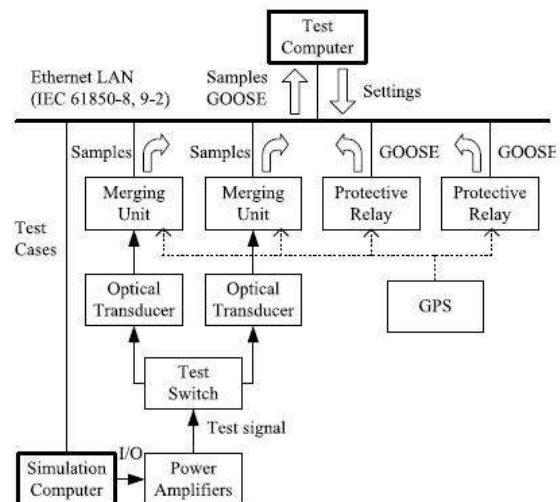 Test
Computer
Ethernet LAN
(IEC 61850-8, 9-2)
Samples
GOOSE
Settings
Samples
Samples
GOOSE
GOOSE
Merging
Unit
Merging
Unit
Protective
Relay
Protective
Relay
Test
Cases
Optical
Transducer
Optical
Transducer
GPS
Test
Switch
Test signal
I/O
Simulation
Computer
Power
Amplifiers